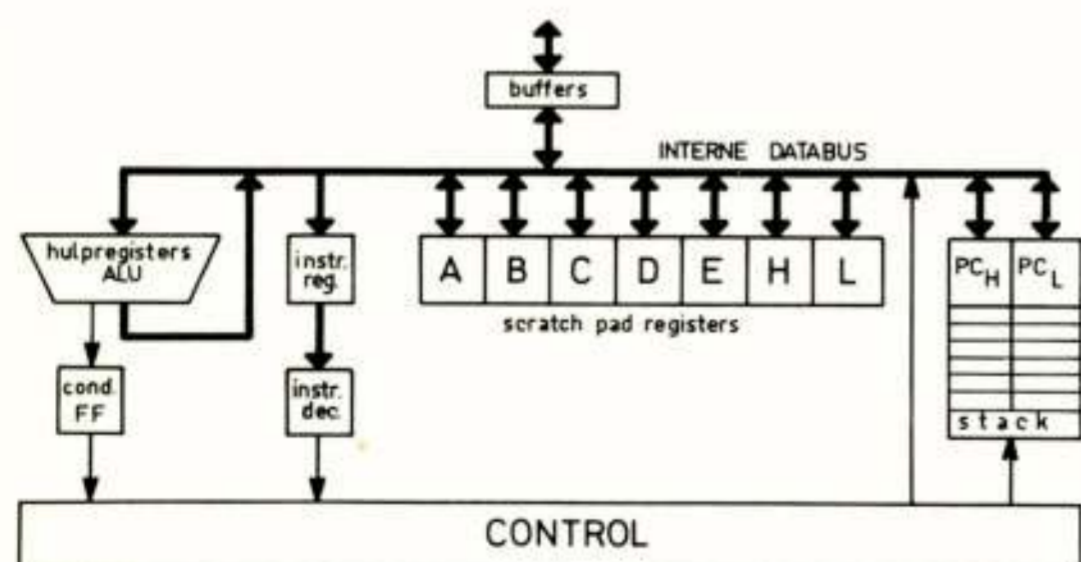 buffers
INTERNE DATABUS
hulpregisters
ALU
instr.
reg.
A B C D E H L
PCH PCL
scratch pad registers
cond.
FF
instr.
dec.
stack
CONTROL